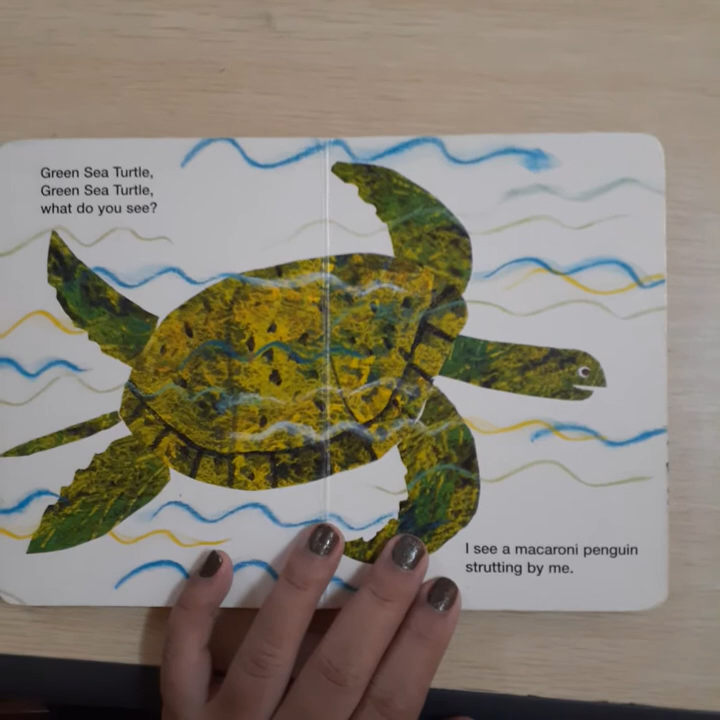 Green Sea Turtle,
Green Sea Turtle,
what do you see?
I see a macaroni penguin
strutting by me.